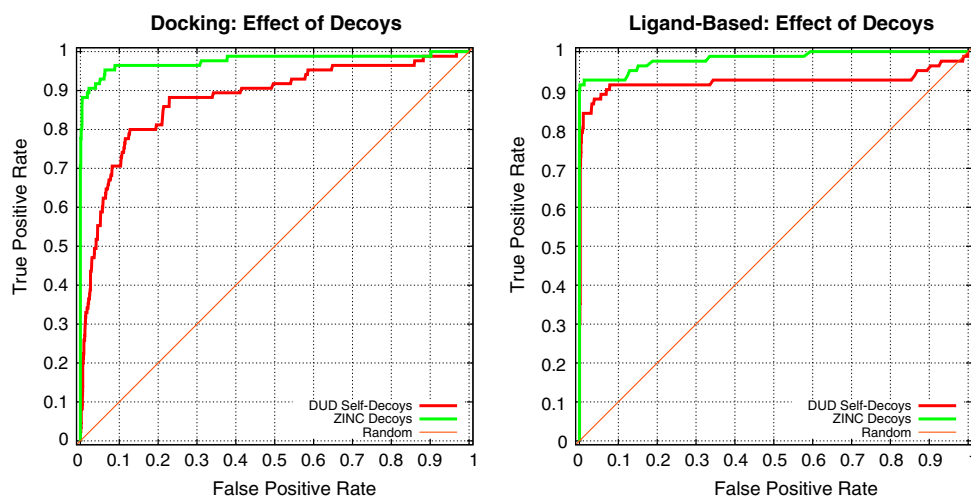 Docking: Effect of Decoys
True Positive Rate
1
0.9
0.8
0.7
0.6
0.5
0.4
0.3
0.2
0.1
0
DUD Self-Decoys
ZINC Decoys
Random
0 0.1 0.2 0.3 0.4 0.5 0.6 0.7 0.8 0.9 1
False Positive Rate
Ligand-Based: Effect of Decoys
True Positive Rate
1
0.9
0.8
0.7
0.6
0.5
0.4
0.3
0.2
0.1
0
DUD Self-Decoys
ZINC Decoys
Random
0 0.1 0.2 0.3 0.4 0.5 0.6 0.7 0.8 0.9 1
False Positive Rate